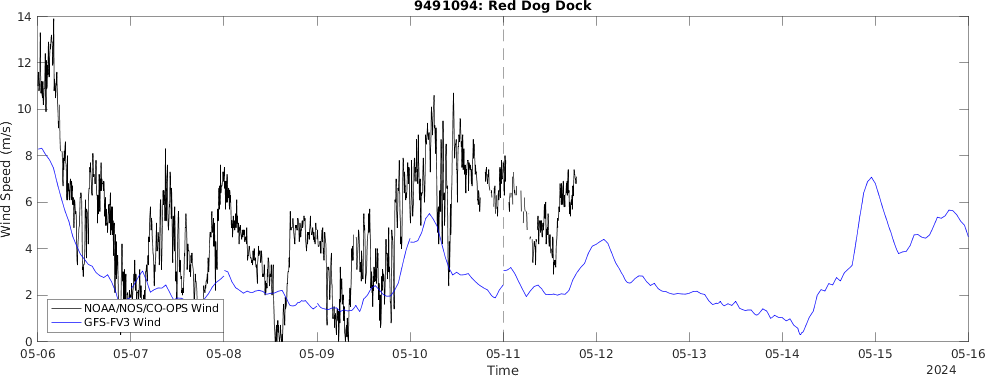 9491094: Red Dog Dock
Wind Speed (m/s)
14
12
10
8
6
4
2
0
NOAA/NOS/CO-OPS Wind
GFS-FV3 Wind
05-06 05-07 05-08 05-09 05-10 05-11 05-12 05-13 05-14 05-15 05-16
Time
2024